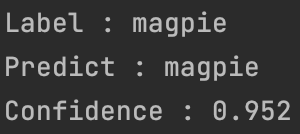 Label : magpie
Predict : magpie
Confidence : 0.952